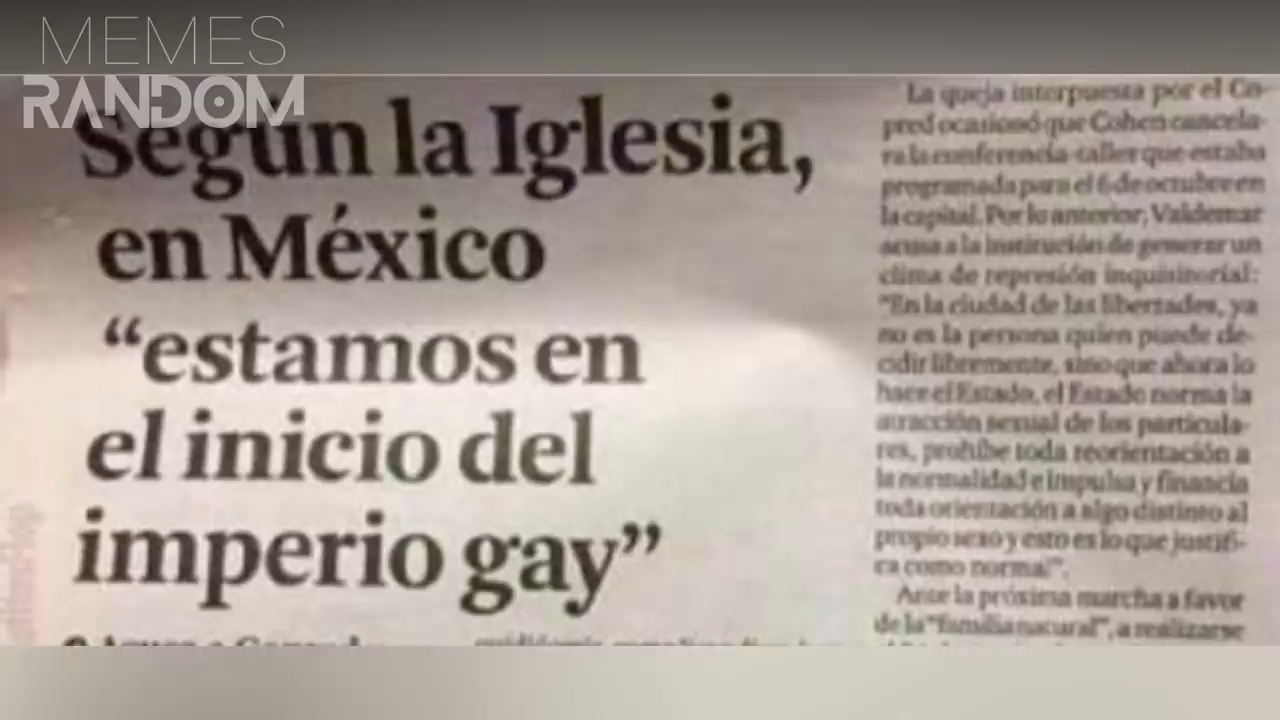 MEMES
RANDOM
Según la Iglesia,
en México
“estamos en
el inicio del
imperio gay”
La queja interpuesta por el Co-
pred ocasionó que Cohen cancela-
ra la conferencia-taller que estaba
programada para el 6 de octubre en
la capital. Por lo anterior, Valdemar
acusa a la institución de generar un
clima de represión inquisitorial:
“En la ciudad de las libertades, ya
no es la persona quien puede de-
cidir libremente, sino que ahora lo
hace el Estado, el Estado norma la
atracción sexual de los particula-
res, prohíbe toda reorientación a
la normalidad e impulsa y financia
toda orientación a algo distinto al
propio sexo y esto es lo que justifi-
ca como normal”.
Ante la próxima marcha a favor
de la “familia natural”, a realizarse